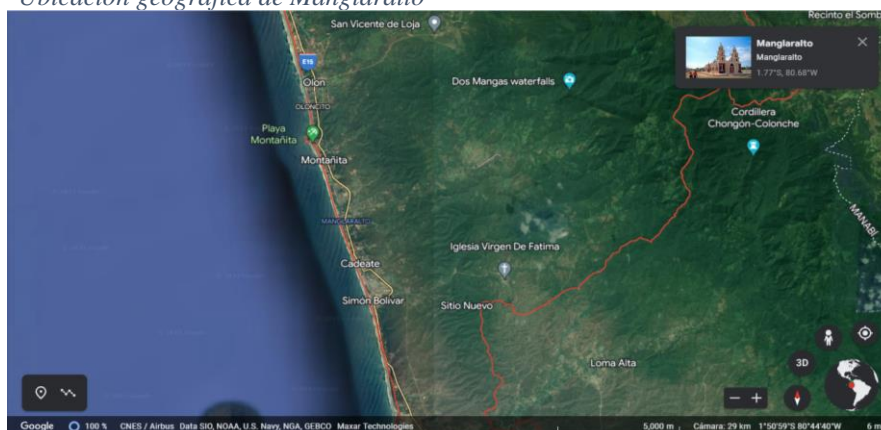 Ubicación geográfica de Manglaralto
San Vicente de Loja
Recinto el Somb
Manglaralto
Manglaralto
1.77°S, 80.68°W
E15
Olon
Dos Mangas waterfalls
OLONCITO
Cordillera
Chongón-Colonche
Playa
Montañita
Montañita
MANABÍ
MANGLARALTO
Iglesia Virgen De Fatima
Cadeate
Simón Bolivar
Sitio Nuevo
Loma Alta
3D
Google 100 % CNES / Airbus Data SIO, NOAA, U.S. Navy, NGA, GEBCO Maxar Technologies 5,000 m Cámara: 29 km 1°50'59"S 80°44'40"W 6 m